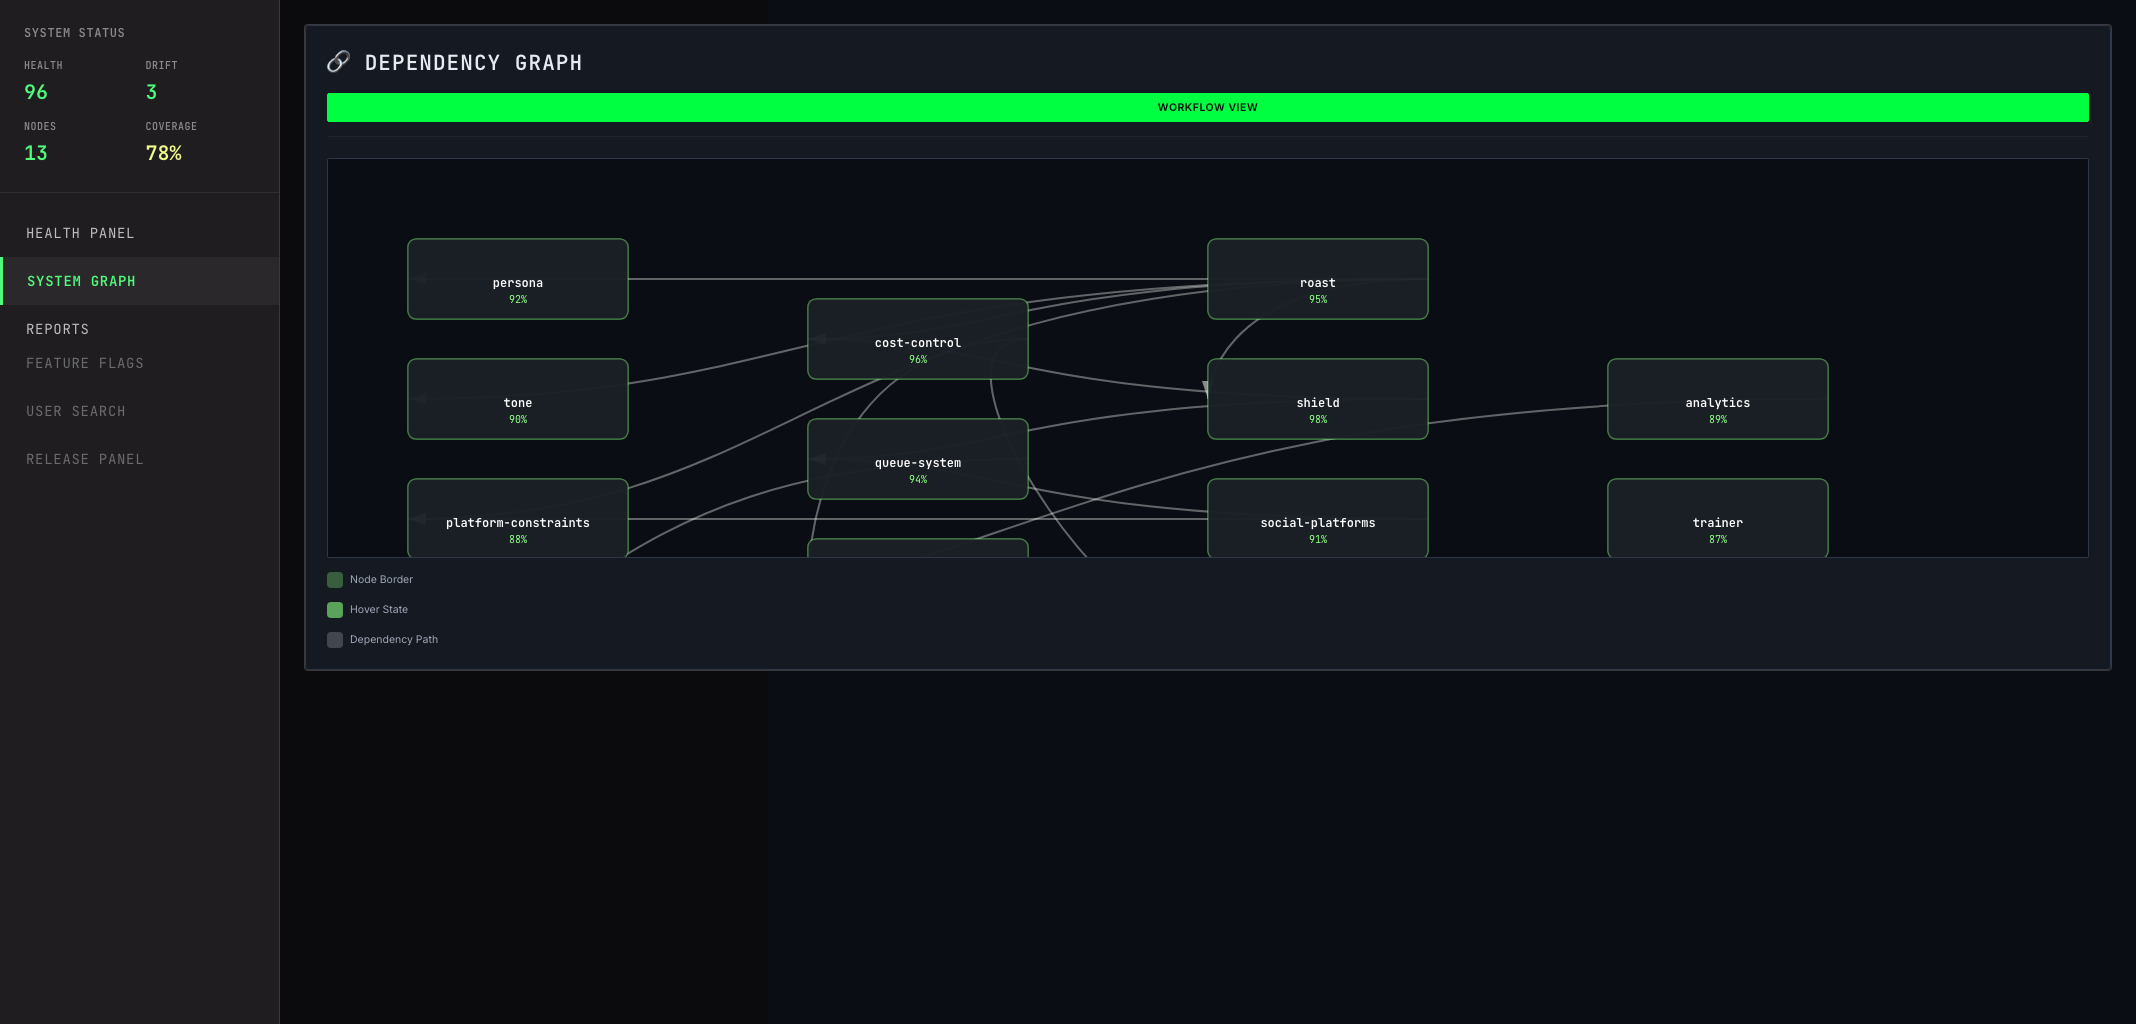 SYSTEM STATUS
HEALTH
DRIFT
96
3
NODES
COVERAGE
13
78%
HEALTH PANEL
SYSTEM GRAPH
REPORTS
FEATURE FLAGS
USER SEARCH
RELEASE PANEL
DEPENDENCY GRAPH
WORKFLOW VIEW
persona
92%
roast
95%
cost-control
96%
tone
90%
shield
98%
analytics
89%
queue-system
94%
platform-constraints
88%
social-platforms
91%
trainer
87%
Node Border
Hover State
Dependency Path